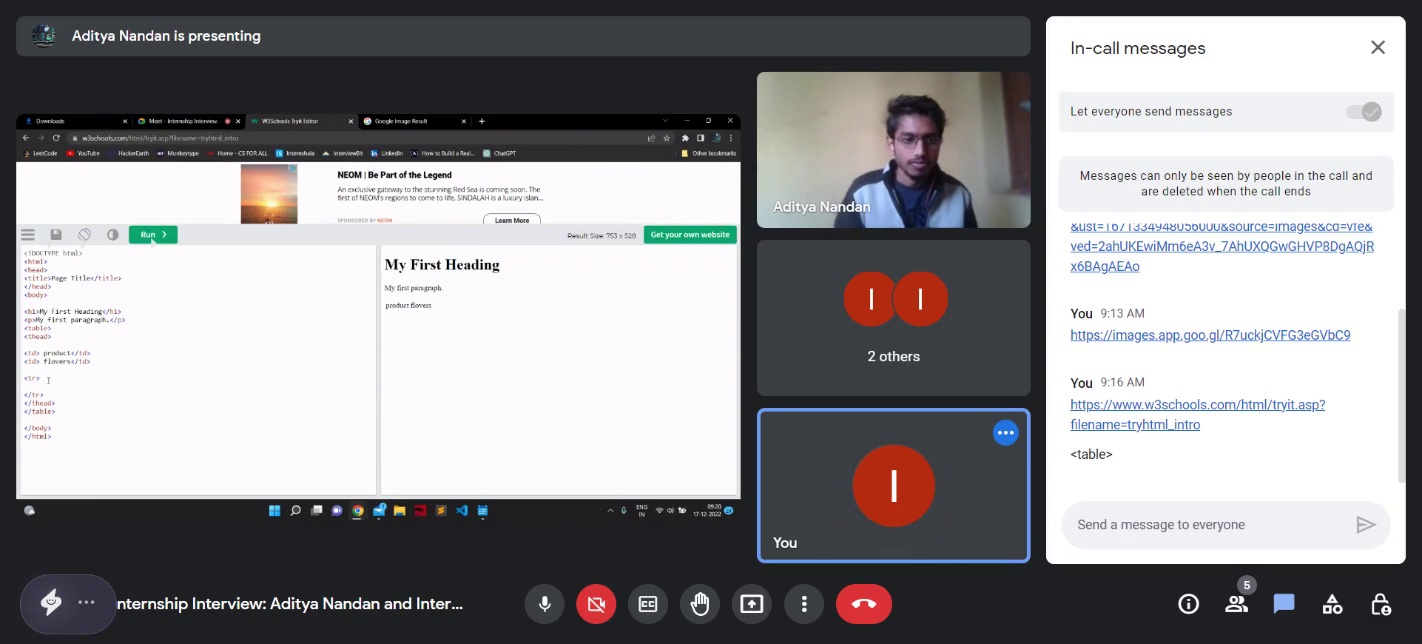 Aditya Nandan is presenting
Downloads
Meet - Internship Interview
W3Schools Tryit Editor
Google Image Result
w3schools.com/html/tryit.asp?filename=tryhtml_intro
LeetCode YouTube HackerEarth Monkeytype Home - CS FOR ALL Internshala InterviewBit LinkedIn How to Build a Real... ChatGPT Other bookmarks
NEOM | Be Part of the Legend
An exclusive gateway to the stunning Red Sea is coming soon. The
first of NEOM's regions to come to life, SINDALAH is a luxury islan...
SPONSORED BY NEOM
Learn More
Run ❯
Result Size: 753 x 528
Get your own website
<!DOCTYPE html>
<html>
<head>
<title>Page Title</title>
</head>
<body>
<h1>My First Heading</h1>
<p>My first paragraph.</p>
<table>
<thead>
<td> product</td>
<td> flovers</td>
<tr>
</tr>
</thead>
</table>
</body>
</html>
My First Heading
My first paragraph.
product flovers
ENG
IN
09:20
17-12-2022
Aditya Nandan
I I
2 others
I
You
In-call messages
Let everyone send messages
Messages can only be seen by people in the call and
are deleted when the call ends
&ust=1671334948056000&source=images&cd=vfe&
ved=2ahUKEwiMm6eA3v_7AhUXQGwGHVP8DgAQjR
x6BAgAEAo
You 9:13 AM
https://images.app.goo.gl/R7uckjCVFG3eGVbC9
You 9:16 AM
https://www.w3schools.com/html/tryit.asp?
filename=tryhtml_intro
<table>
Send a message to everyone
nternship Interview: Aditya Nandan and Inter...
CC
5